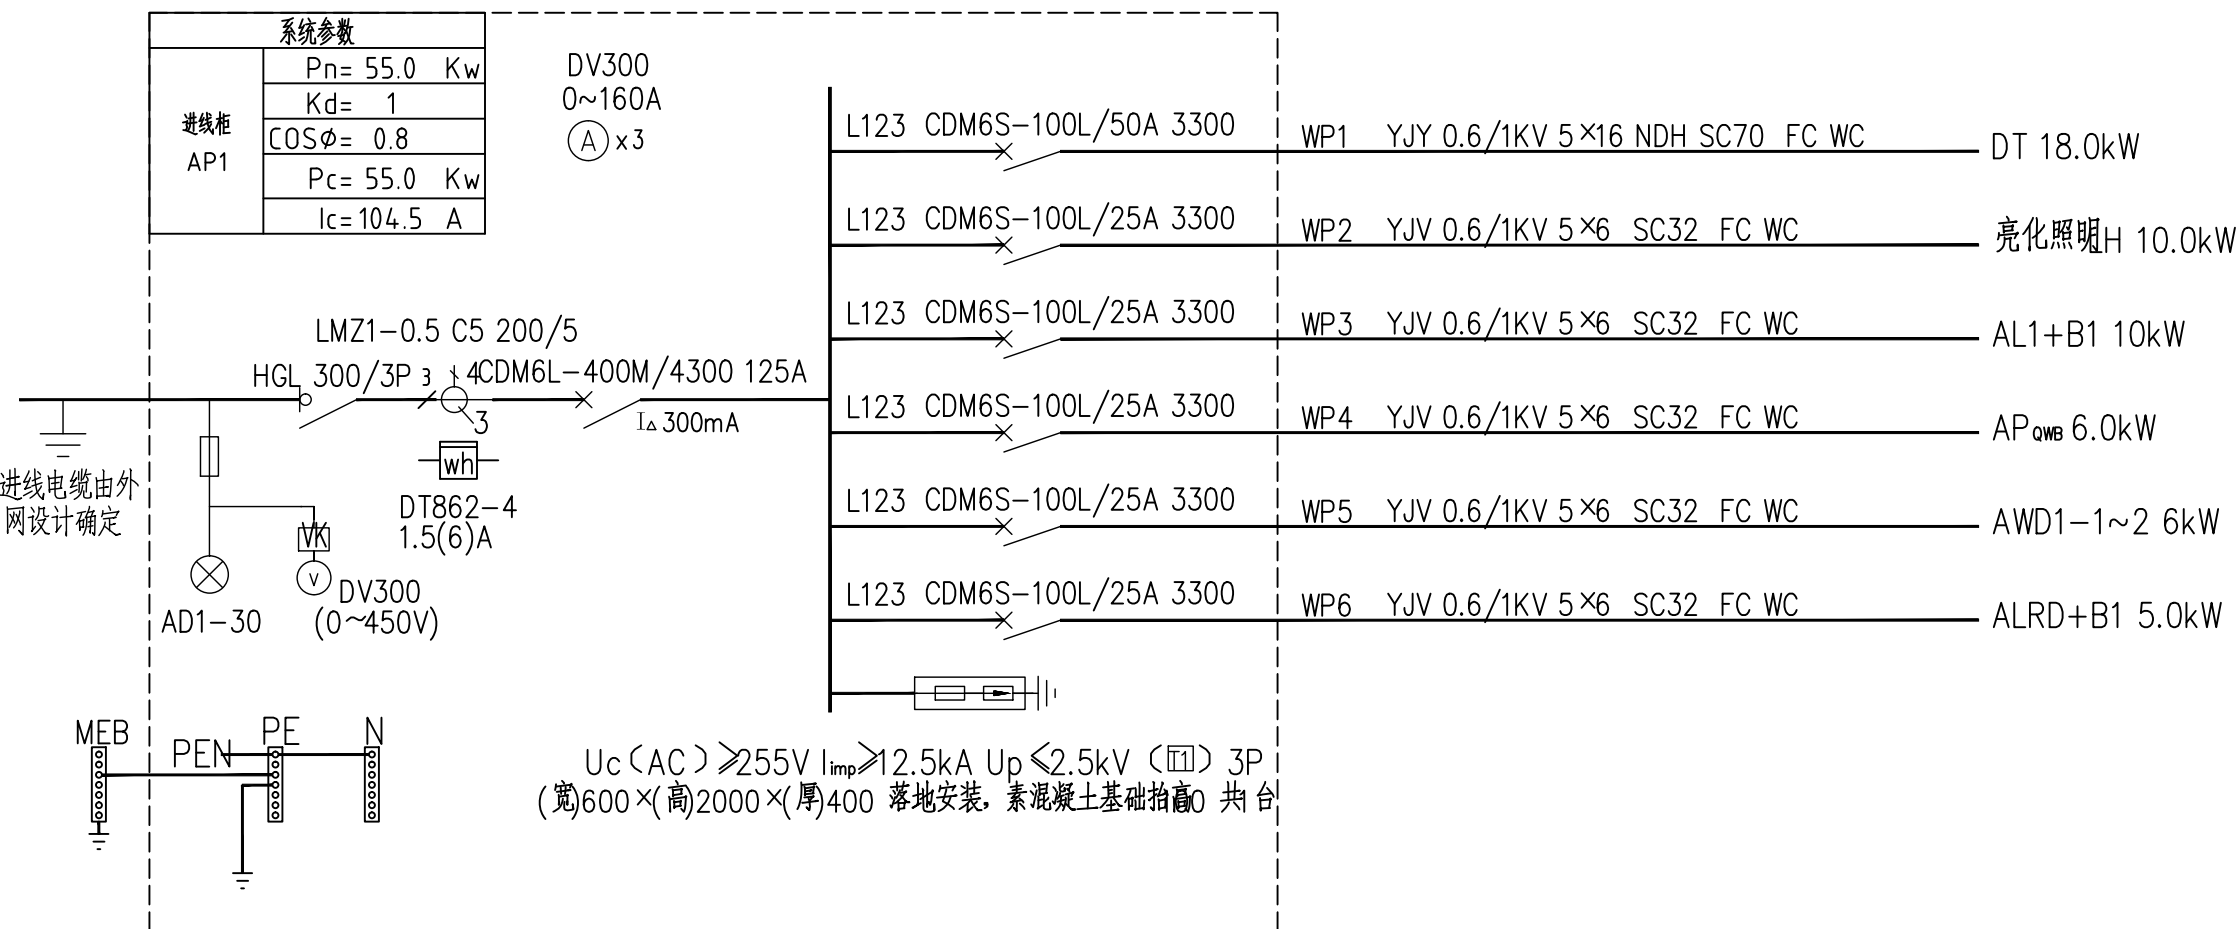 系统参数
进线柜
AP1
Pn= 55.0 Kw
Kd= 1
COSφ= 0.8
Pc= 55.0 Kw
Ic= 104.5 A
DV300
0~160A
A x3
LMZ1-0.5 C5 200/5
HGL 300/3P 3 4 CDM6L-400M/4300 125A
3
I△ 300mA
wh
DT862-4
1.5(6)A
进线电缆由外
网设计确定
VK
V
DV300
(0~450V)
AD1-30
L123 CDM6S-100L/50A 3300 WP1 YJY 0.6/1KV 5×16 NDH SC70 FC WC DT 18.0kW
L123 CDM6S-100L/25A 3300 WP2 YJV 0.6/1KV 5×6 SC32 FC WC 亮化照明LH 10.0kW
L123 CDM6S-100L/25A 3300 WP3 YJV 0.6/1KV 5×6 SC32 FC WC AL1+B1 10kW
L123 CDM6S-100L/25A 3300 WP4 YJV 0.6/1KV 5×6 SC32 FC WC APQWB 6.0kW
L123 CDM6S-100L/25A 3300 WP5 YJV 0.6/1KV 5×6 SC32 FC WC AWD1-1~2 6kW
L123 CDM6S-100L/25A 3300 WP6 YJV 0.6/1KV 5×6 SC32 FC WC ALRD+B1 5.0kW
MEB
PEN
PE
N
Uc(AC)≥255V Iimp≥12.5kA Up≤2.5kV (T1) 3P
(宽)600×(高)2000×(厚)400 落地安装，素混凝土基础抬高 共1台